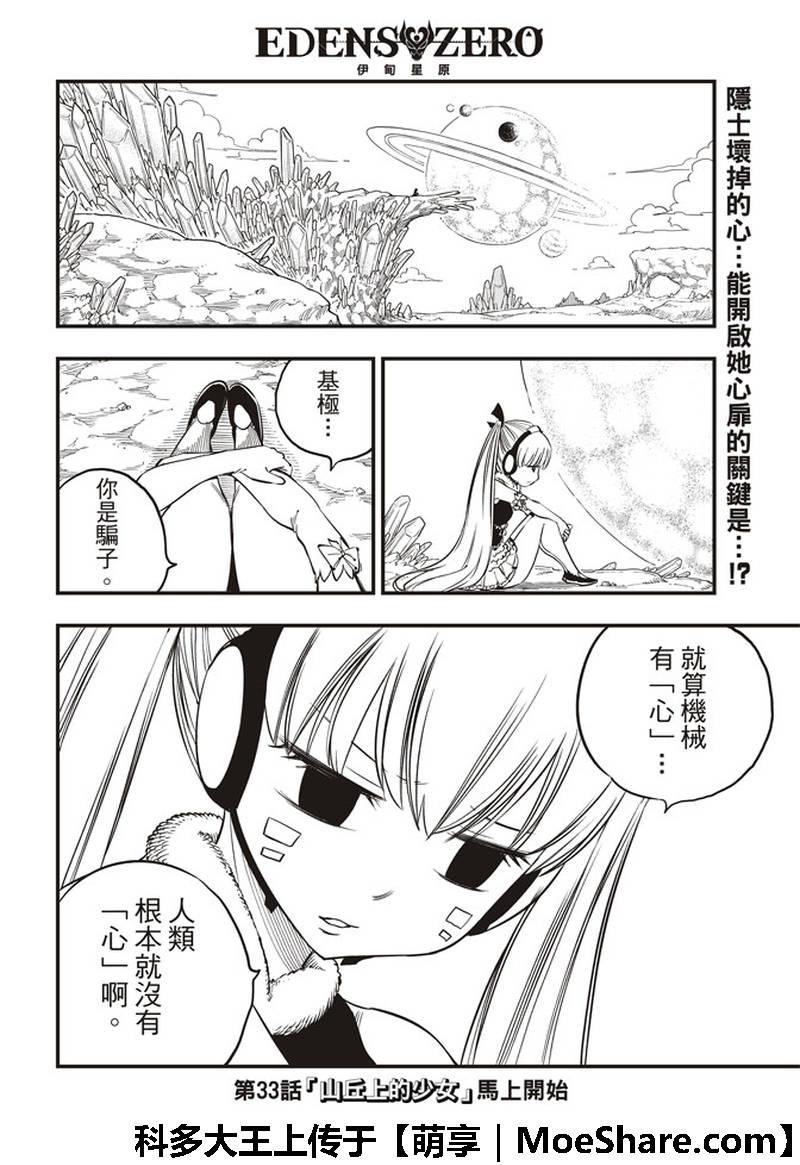 EDENS ZERO
伊甸星原
隱士壞掉的心…能開啟她心扉的關鍵是…!?
基極…
你是騙子。
就算機械
有「心」…
人類
根本就沒有
「心」啊。
第33話「山丘上的少女」馬上開始
科多大王上传于【萌享 | MoeShare.com】